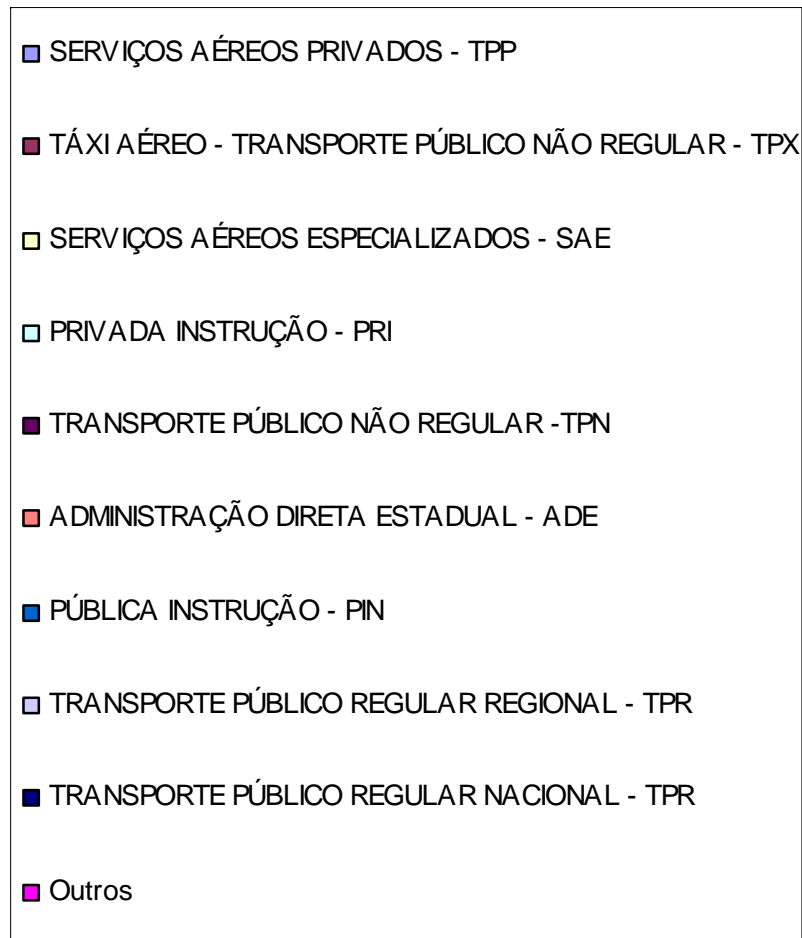 SERVIÇOS AÉREOS PRIVADOS - TPP
TÁXI AÉREO - TRANSPORTE PÚBLICO NÃO REGULAR - TPX
SERVIÇOS AÉREOS ESPECIALIZADOS - SAE
PRIVADA INSTRUÇÃO - PRI
TRANSPORTE PÚBLICO NÃO REGULAR -TPN
ADMINISTRAÇÃO DIRETA ESTADUAL - ADE
PÚBLICA INSTRUÇÃO - PIN
TRANSPORTE PÚBLICO REGULAR REGIONAL - TPR
TRANSPORTE PÚBLICO REGULAR NACIONAL - TPR
Outros